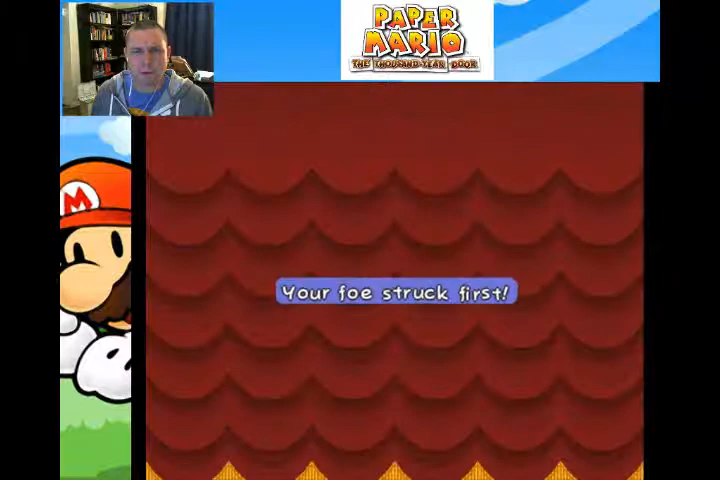 PAPER
MARIO
THE THOUSAND-YEAR DOOR
M
Your foe struck first!